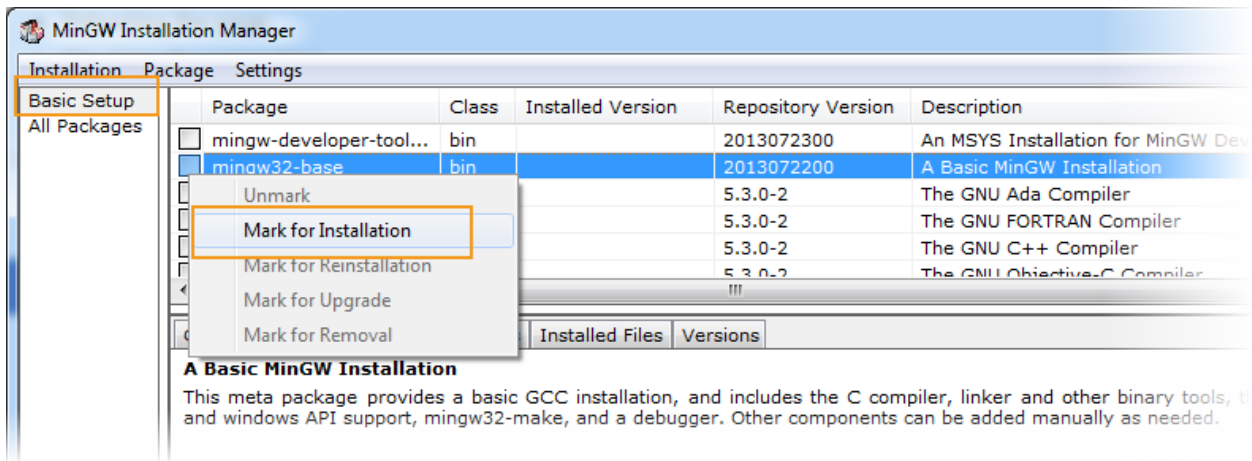 MinGW Installation Manager
Installation Package Settings
Basic Setup
All Packages
Package Class Installed Version Repository Version Description
mingw-developer-tool... bin 2013072300 An MSYS Installation for MinGW Dev
mingw32-base bin 2013072200 A Basic MinGW Installation
5.3.0-2 The GNU Ada Compiler
5.3.0-2 The GNU FORTRAN Compiler
5.3.0-2 The GNU C++ Compiler
5.3.0-2 The GNU Objective-C Compiler
Unmark
Mark for Installation
Mark for Reinstallation
Mark for Upgrade
Mark for Removal
Installed Files Versions
A Basic MinGW Installation
This meta package provides a basic GCC installation, and includes the C compiler, linker and other binary tools,
and windows API support, mingw32-make, and a debugger. Other components can be added manually as needed.